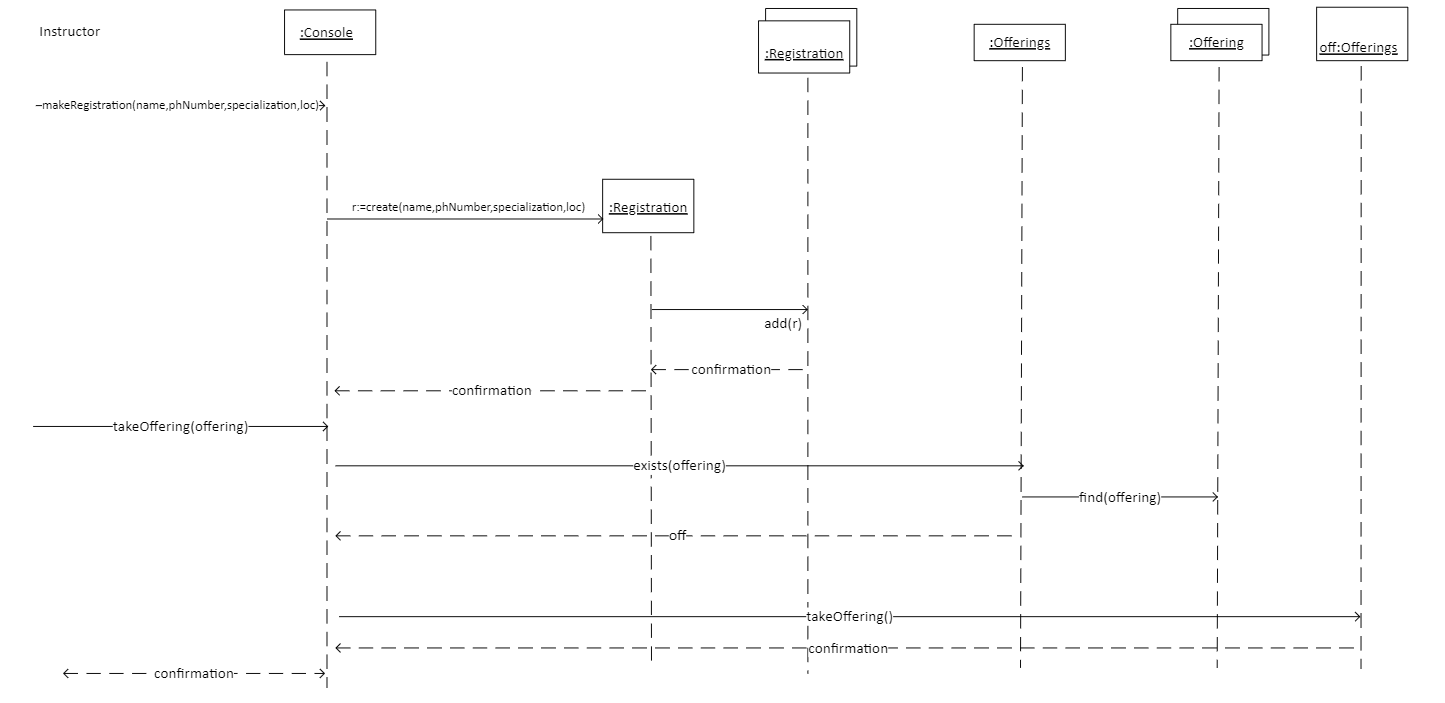 Instructor
:Console
:Registration
:Offerings
:Offering
off:Offerings
makeRegistration(name,phNumber,specialization,loc)
r:=create(name,phNumber,specialization,loc)
:Registration
add(r)
confirmation
confirmation
takeOffering(offering)
exists(offering)
find(offering)
off
takeOffering()
confirmation
confirmation